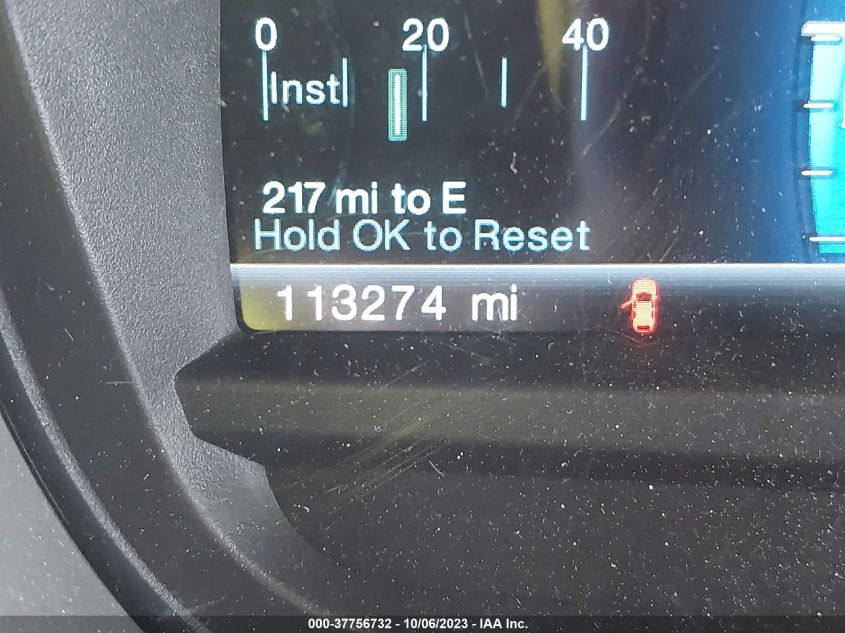 0 20 40
Inst
217 mi to E
Hold OK to Reset
113274 mi
000-37756732 - 10/06/2023 - IAA Inc.